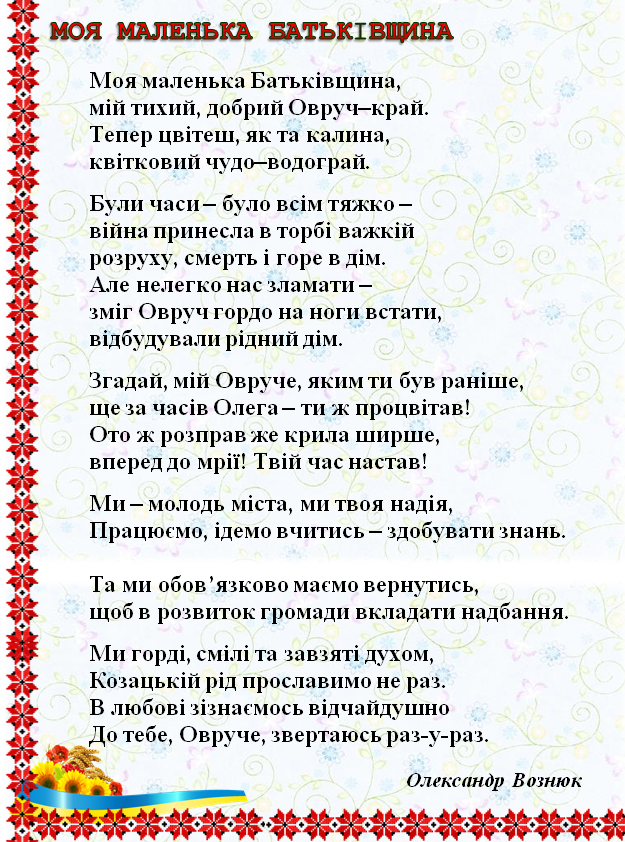 МОЯ МАЛЕНЬКА БАТЬКІВЩИНА
Моя маленька Батьківщина,
мій тихий, добрий Овруч–край.
Тепер цвітеш, як та калина,
квітковий чудо–водограй.
Були часи – було всім тяжко –
війна принесла в торбі важкій
розруху, смерть і горе в дім.
Але нелегко нас зламати –
зміг Овруч гордо на ноги встати,
відбудували рідний дім.
Згадай, мій Овруче, яким ти був раніше,
ще за часів Олега – ти ж процвітав!
Ото ж розправ же крила ширше,
вперед до мрії! Твій час настав!
Ми – молодь міста, ми твоя надія,
Працюємо, ідемо вчитись – здобувати знань.
Та ми обов’язково маємо вернутись,
щоб в розвиток громади вкладати надбання.
Ми горді, смілі та завзяті духом,
Козацькій рід прославимо не раз.
В любові зізнаємось відчайдушно
До тебе, Овруче, звертаюсь раз-у-раз.
Олександр Вознюк